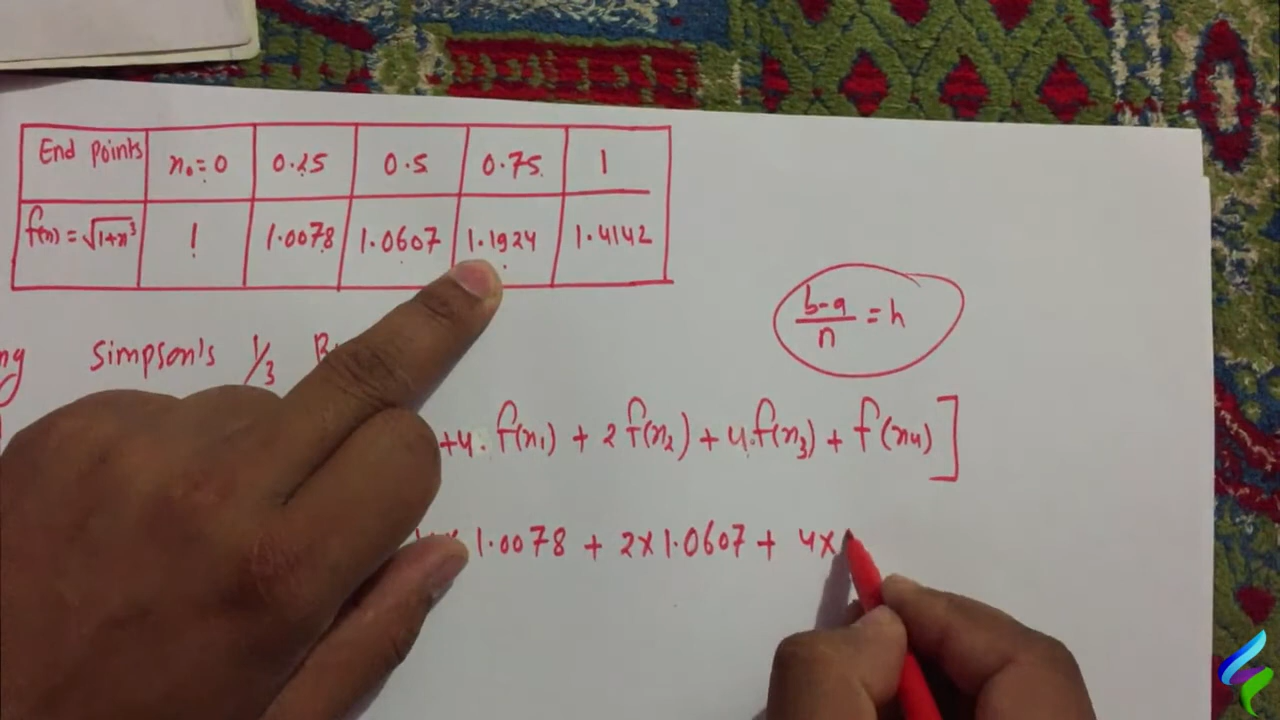 End points x₀=0 0.25 0.5 0.75 1
f(x)=√1+x³ 1 1.0078 1.0607 1.1924 1.4142
b-a/n = h
ng Simpson's 1/3
+4.f(x₁) + 2f(x₂) + 4.f(x₃) + f(x₄)]
1.0078 + 2×1.0607 + 4×